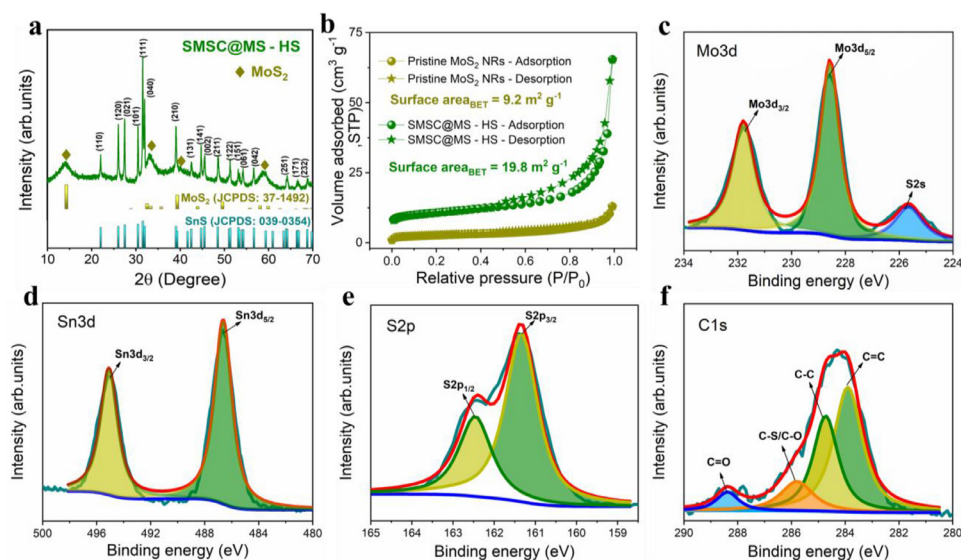 a
SMSC@MS - HS
MoS2
(110)
(120)
(021)
(101)
(111)
(040)
(210)
(131)
(141)
(002)
(211)
(122)
(151)
(061)
(042)
(251)
(171)
(232)
MoS2 (JCPDS: 37-1492)
SnS (JCPDS: 039-0354)
10 20 30 40 50 60 70
2θ (Degree)
Intensity (arb.units)
b
Pristine MoS2 NRs - Adsorption
Pristine MoS2 NRs - Desorption
Surface areaBET = 9.2 m2 g-1
SMSC@MS - HS - Adsorption
SMSC@MS - HS - Desorption
Surface areaBET = 19.8 m2 g-1
75
50
25
0
0.0 0.2 0.4 0.6 0.8 1.0
Relative pressure (P/P0)
Volume adsorbed (cm3 g-1
STP)
c
Mo3d
Mo3d5/2
Mo3d3/2
S2s
234 232 230 228 226 224
Binding energy (eV)
Intensity (arb.units)
d
Sn3d
Sn3d5/2
Sn3d3/2
500 496 492 488 484 480
Binding energy (eV)
Intensity (arb.units)
e
S2p
S2p3/2
S2p1/2
165 164 163 162 161 160 159
Binding energy (eV)
Intensity (arb.units)
f
C1s
C=C
C-C
C-S/C-O
C=O
290 288 286 284 282 280
Binding energy (eV)
Intensity (arb.units)